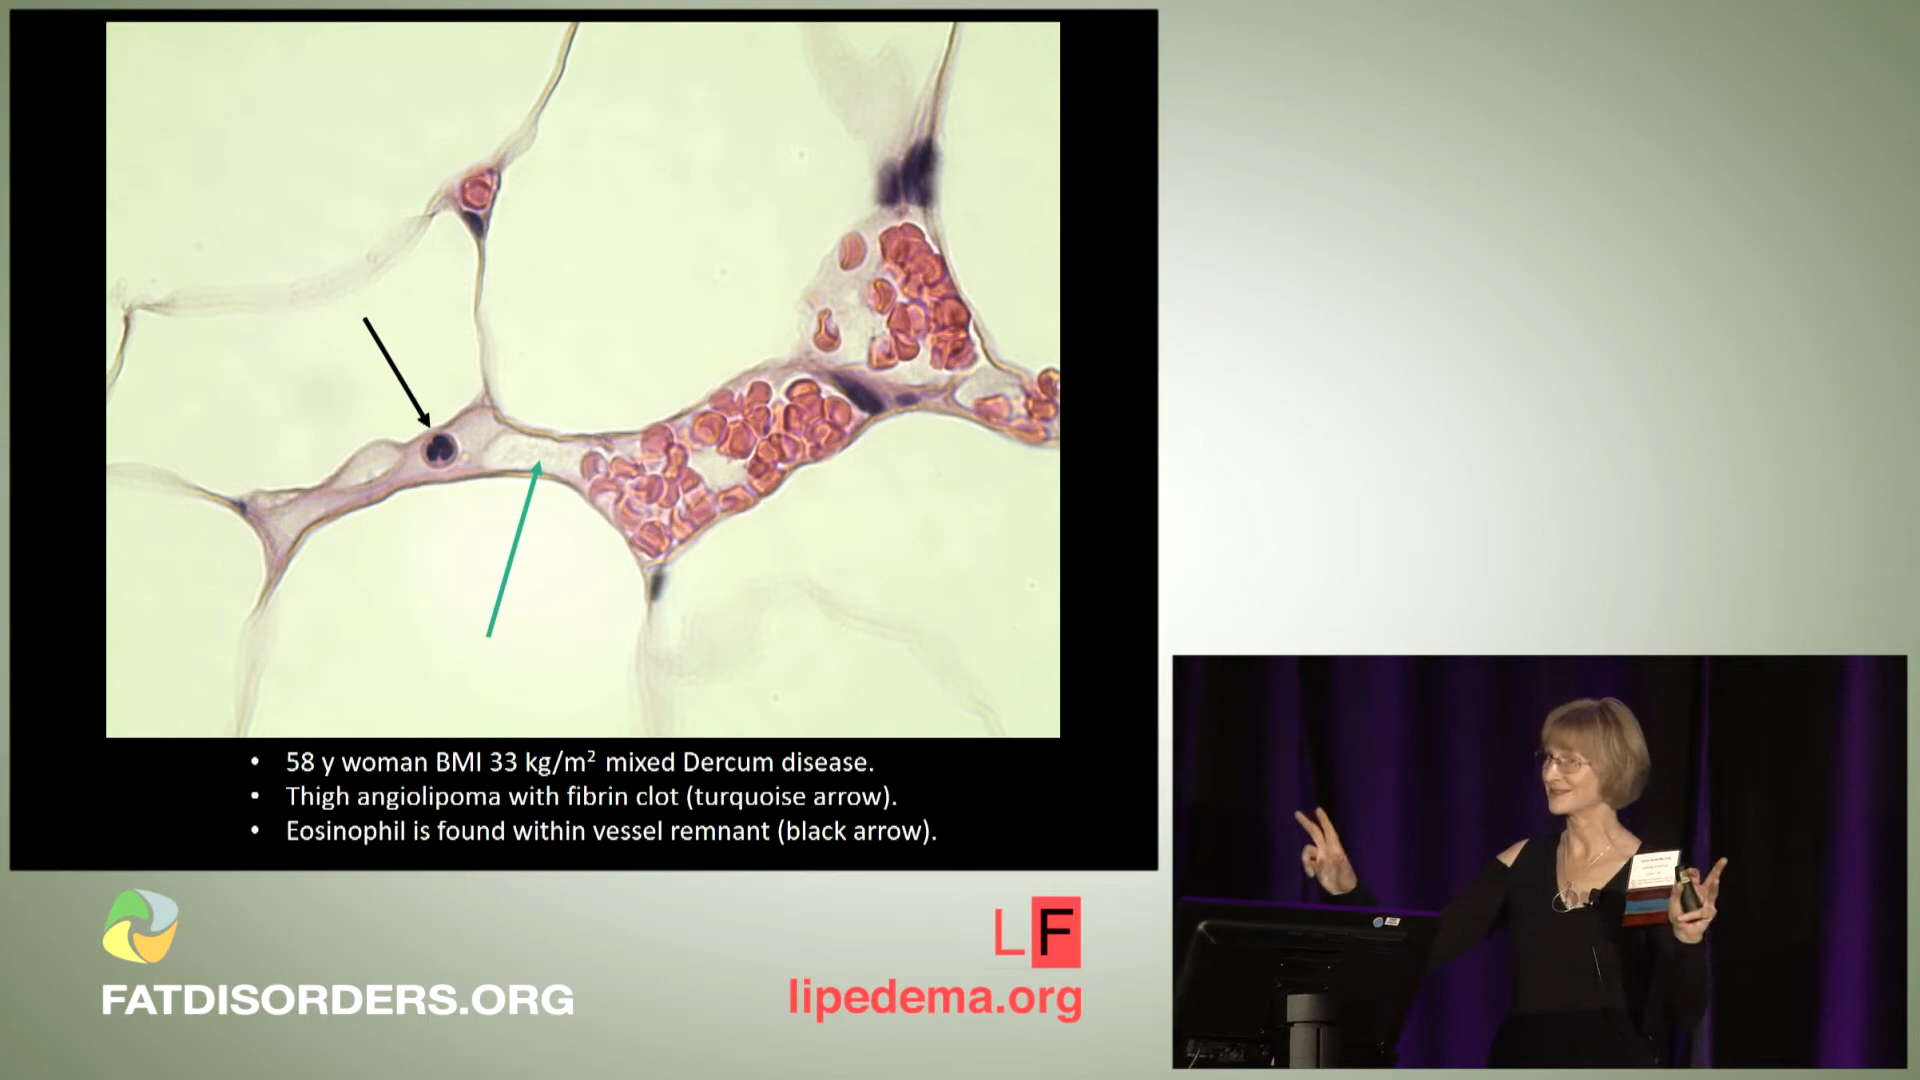 • 58 y woman BMI 33 kg/m² mixed Dercum disease.
• Thigh angiolipoma with fibrin clot (turquoise arrow).
• Eosinophil is found within vessel remnant (black arrow).
FATDISORDERS.ORG
LF
lipedema.org